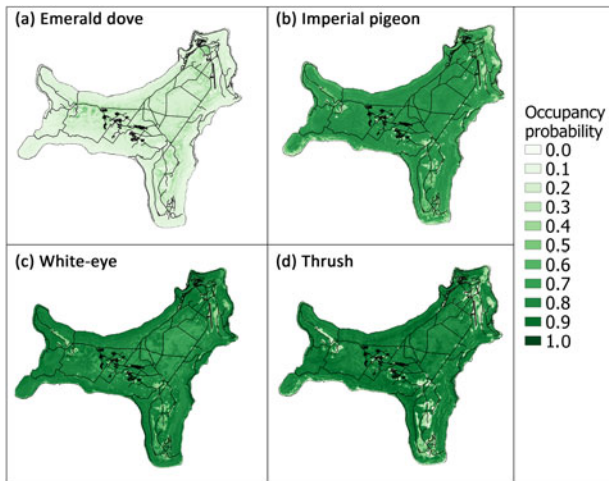 (a) Emerald dove
(b) Imperial pigeon
(c) White-eye
(d) Thrush
Occupancy
probability
0.0
0.1
0.2
0.3
0.4
0.5
0.6
0.7
0.8
0.9
1.0